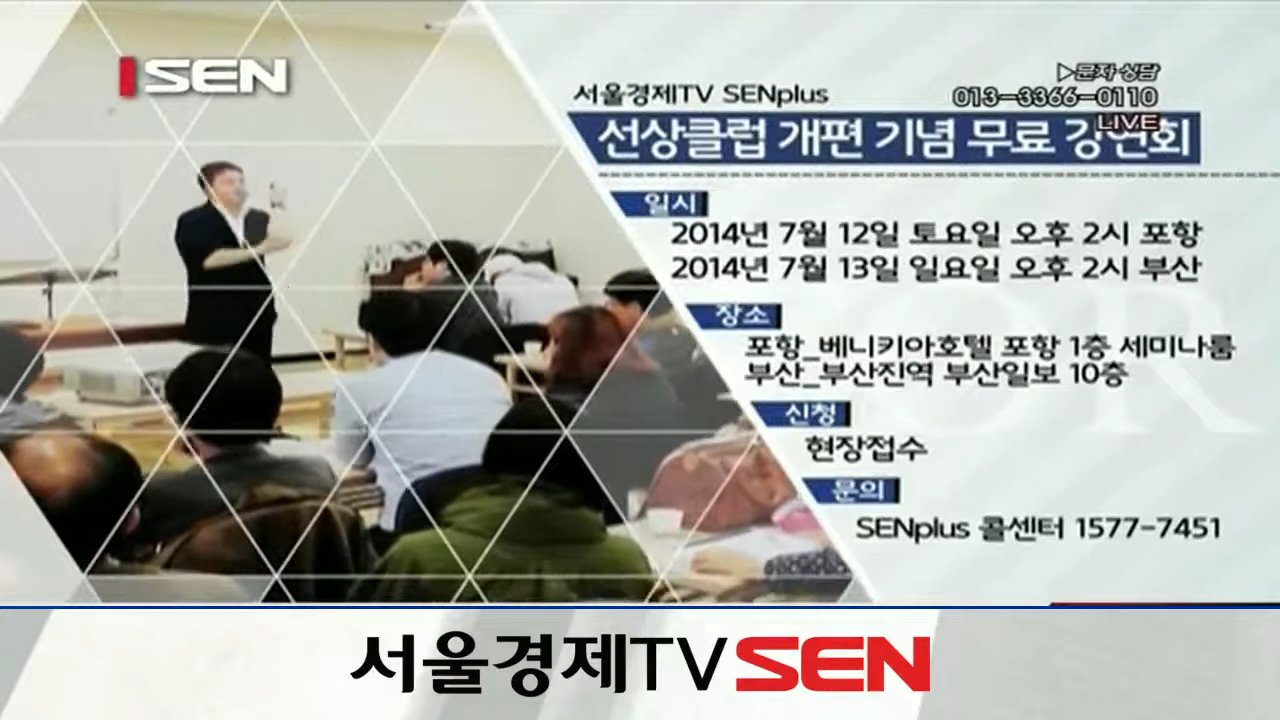 SEN
▷문자 상담
013-3366-0110
LIVE
서울경제TV SENplus
선상클럽 개편 기념 무료 강연회
일시
2014년 7월 12일 토요일 오후 2시 포항
2014년 7월 13일 일요일 오후 2시 부산
장소
포항_베니키아호텔 포항 1층 세미나룸
부산_부산진역 부산일보 10층
신청
현장접수
문의
SENplus 콜센터 1577-7451
서울경제TV SEN